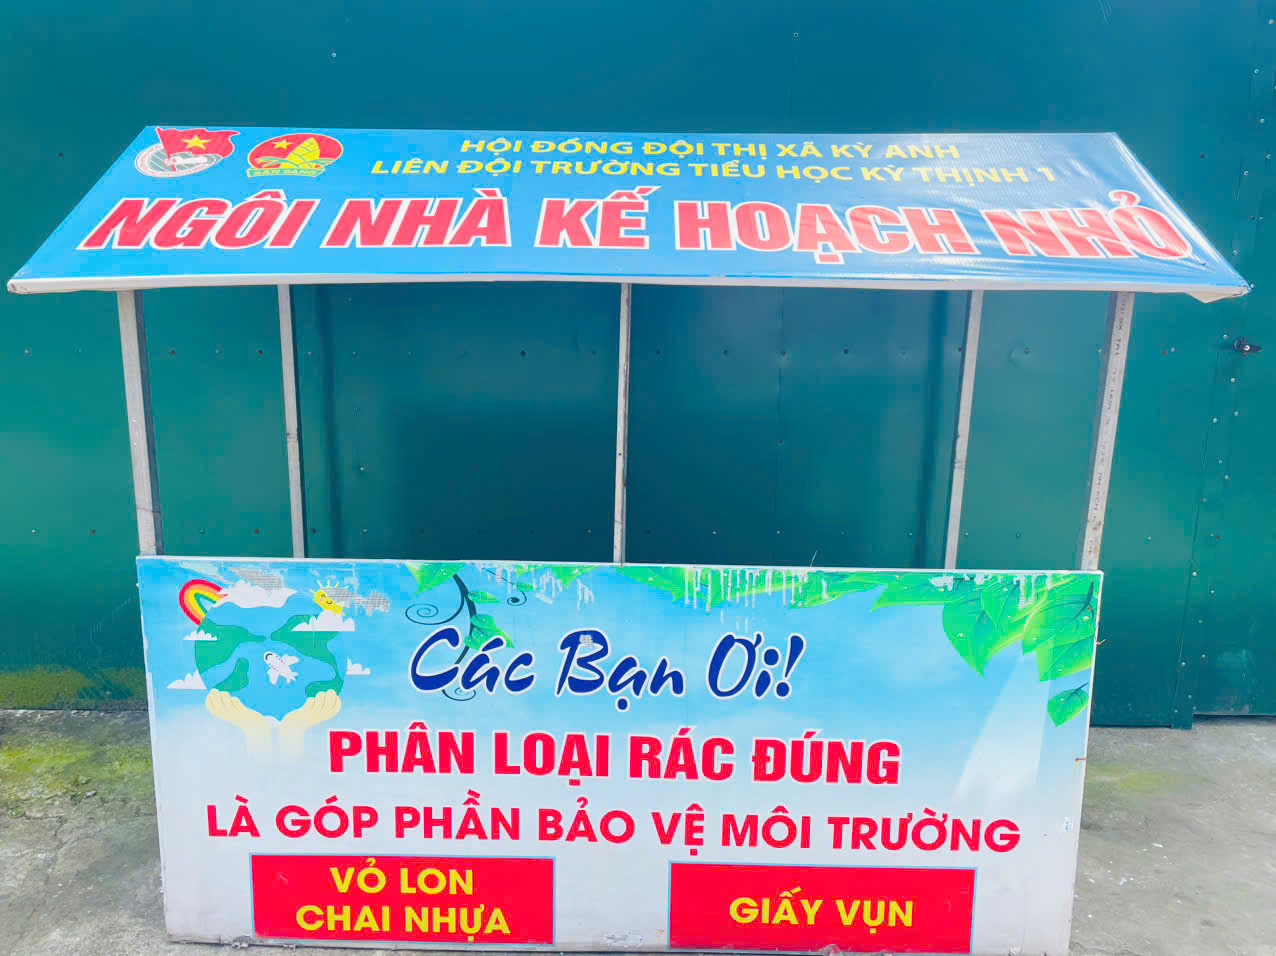 SẴN SÀNG
HỘI ĐỒNG ĐỘI THỊ XÃ KỲ ANH
LIÊN ĐỘI TRƯỜNG TIỂU HỌC KỲ THỊNH 1
NGÔI NHÀ KẾ HOẠCH NHỎ
Các Bạn Ơi!
PHÂN LOẠI RÁC ĐÚNG
LÀ GÓP PHẦN BẢO VỆ MÔI TRƯỜNG
VỎ LON
CHAI NHỰA
GIẤY VỤN